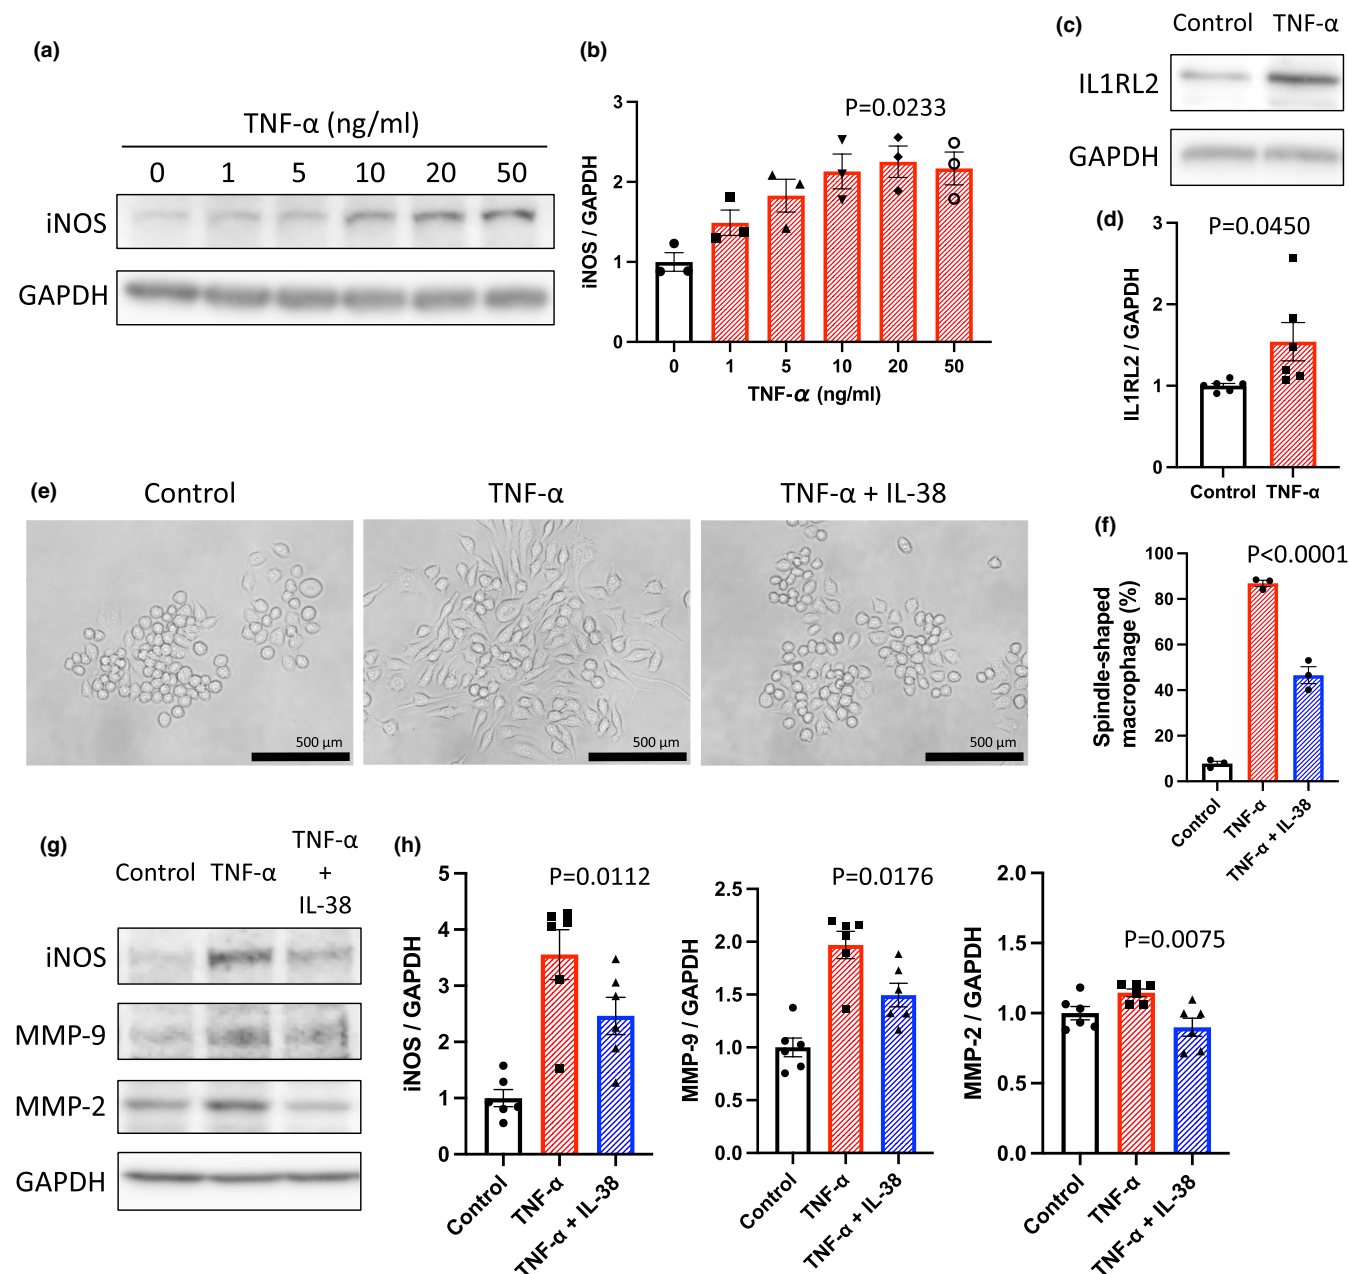 (a)
TNF-α (ng/ml)
0 1 5 10 20 50
iNOS
GAPDH
(b)
P=0.0233
iNOS / GAPDH
3
2
1
0
0 1 5 10 20 50
TNF-α (ng/ml)
(c)
Control TNF-α
IL1RL2
GAPDH
(d)
P=0.0450
IL1RL2 / GAPDH
3
2
1
0
Control TNF-α
(e)
Control
TNF-α
TNF-α + IL-38
500 μm
500 μm
500 μm
(f)
P<0.0001
Spindle-shaped
macrophage (%)
100
80
60
40
20
0
Control
TNF-α
TNF-α + IL-38
(g)
Control TNF-α
TNF-α
+
IL-38
iNOS
MMP-9
MMP-2
GAPDH
(h)
P=0.0112
iNOS / GAPDH
5
4
3
2
1
0
Control
TNF-α
TNF-α + IL-38
P=0.0176
MMP-9 / GAPDH
2.5
2.0
1.5
1.0
0.5
0.0
Control
TNF-α
TNF-α + IL-38
P=0.0075
MMP-2 / GAPDH
2.0
1.5
1.0
0.5
0.0
Control
TNF-α
TNF-α + IL-38